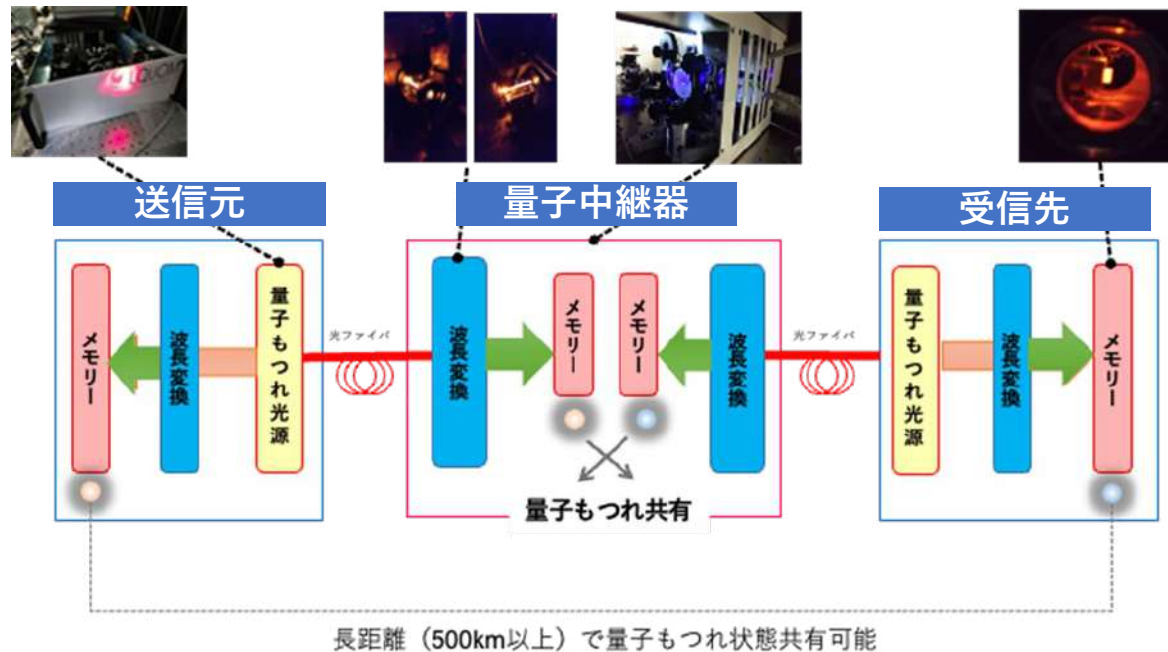 LQUOM
送信元
量子中継器
受信先
メモリー
波長変換
量子もつれ光源
光ファイバ
波長変換
メモリー
メモリー
波長変換
光ファイバ
量子もつれ光源
波長変換
メモリー
量子もつれ共有
長距離（500km以上）で量子もつれ状態共有可能